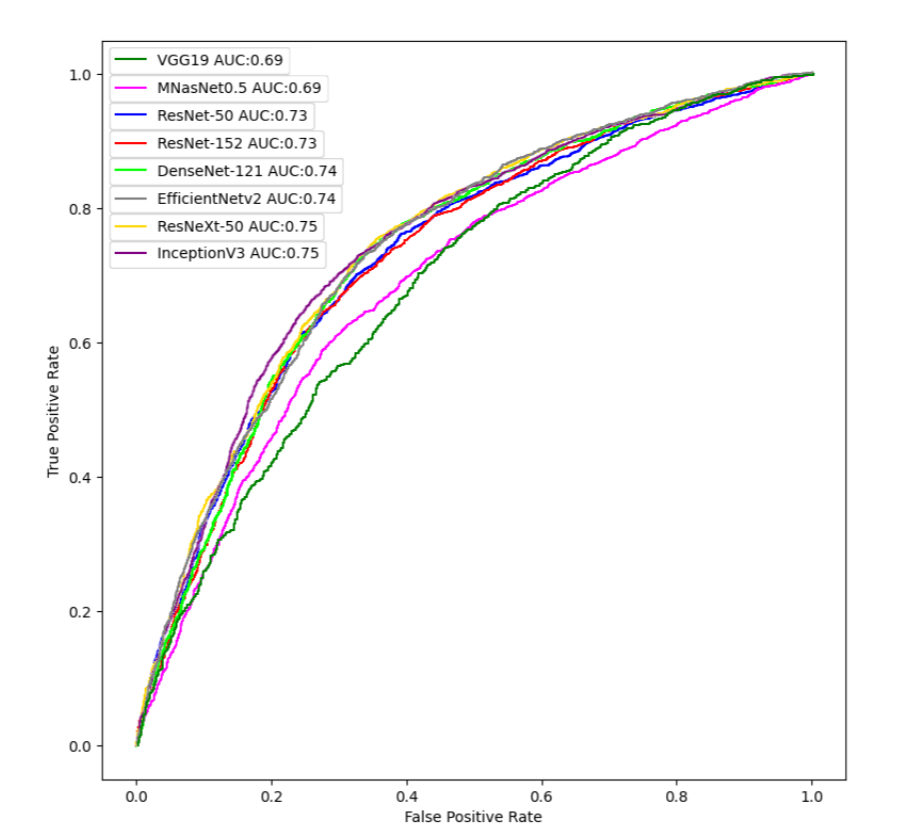 VGG19 AUC:0.69
MNasNet0.5 AUC:0.69
ResNet-50 AUC:0.73
ResNet-152 AUC:0.73
DenseNet-121 AUC:0.74
EfficientNetv2 AUC:0.74
ResNeXt-50 AUC:0.75
InceptionV3 AUC:0.75
1.0
0.8
0.6
0.4
0.2
0.0
True Positive Rate
0.0 0.2 0.4 0.6 0.8 1.0
False Positive Rate